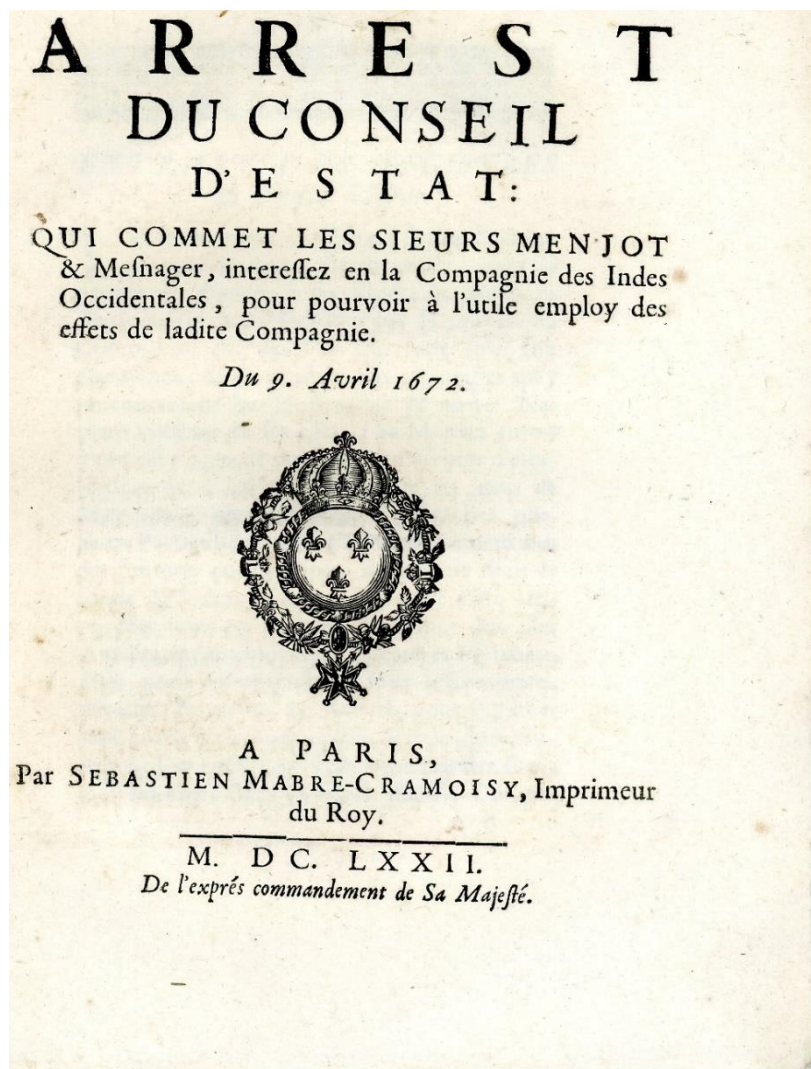 ARREST
DU CONSEIL
D'ESTAT:
QUI COMMET LES SIEURS MENJOT
& Meſnager, intereſſez en la Compagnie des Indes
Occidentales, pour pourvoir à l'utile employ des
effets de ladite Compagnie.
Du 9. Avril 1672.
A PARIS,
Par SEBASTIEN MABRE-CRAMOISY, Imprimeur
du Roy.
M. DC. LXXII.
De l'exprés commandement de Sa Majeſté.